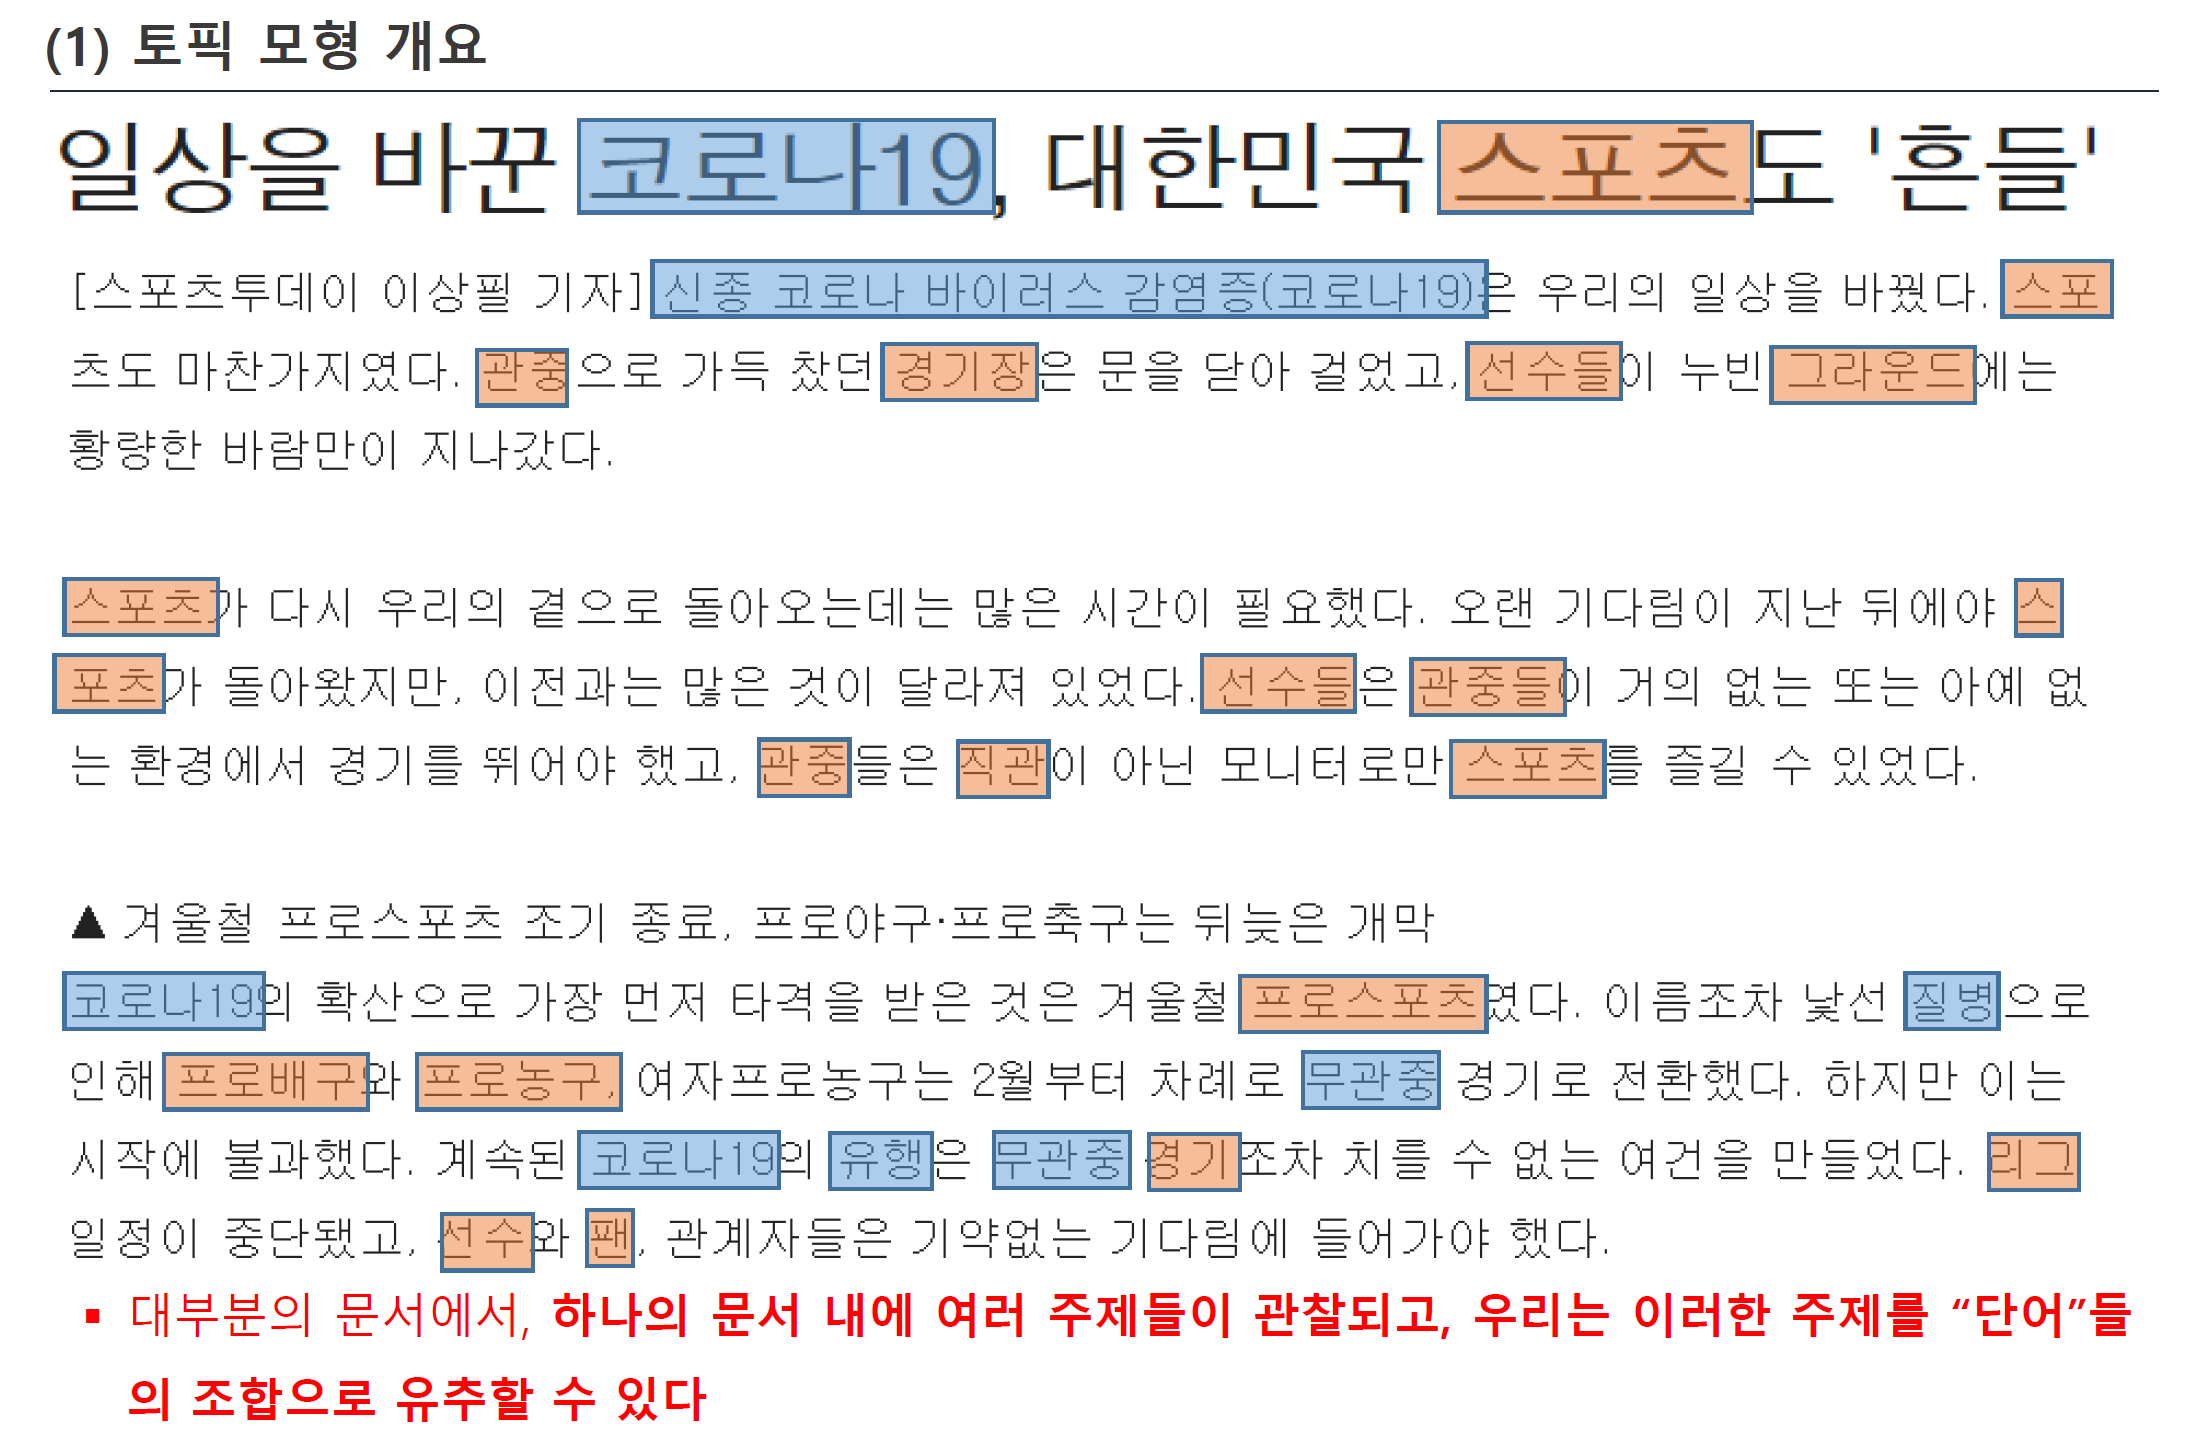 (1) 토픽 모형 개요
일상을 바꾼 코로나19, 대한민국 스포츠도 '흔들'
[스포츠투데이 이상필 기자] 신종 코로나 바이러스 감염증(코로나19)은 우리의 일상을 바꿨다. 스포
츠도 마찬가지였다. 관중으로 가득 찼던 경기장은 문을 닫아 걸었고, 선수들이 누빈 그라운드에는
황량한 바람만이 지나갔다.
스포츠가 다시 우리의 곁으로 돌아오는데는 많은 시간이 필요했다. 오랜 기다림이 지난 뒤에야 스
포츠가 돌아왔지만, 이전과는 많은 것이 달라져 있었다. 선수들은 관중들이 거의 없는 또는 아예 없
는 환경에서 경기를 뛰어야 했고, 관중들은 직관이 아닌 모니터로만 스포츠를 즐길 수 있었다.
▲ 겨울철 프로스포츠 조기 종료, 프로야구·프로축구는 뒤늦은 개막
코로나19의 확산으로 가장 먼저 타격을 받은 것은 겨울철 프로스포츠였다. 이름조차 낯선 질병으로
인해 프로배구와 프로농구, 여자프로농구는 2월부터 차례로 무관중 경기로 전환했다. 하지만 이는
시작에 불과했다. 계속된 코로나19의 유행은 무관중 경기조차 치를 수 없는 여건을 만들었다. 리그
일정이 중단됐고, 선수와 팬, 관계자들은 기약없는 기다림에 들어가야 했다.
▪ 대부분의 문서에서, 하나의 문서 내에 여러 주제들이 관찰되고, 우리는 이러한 주제를 “단어”들
의 조합으로 유추할 수 있다